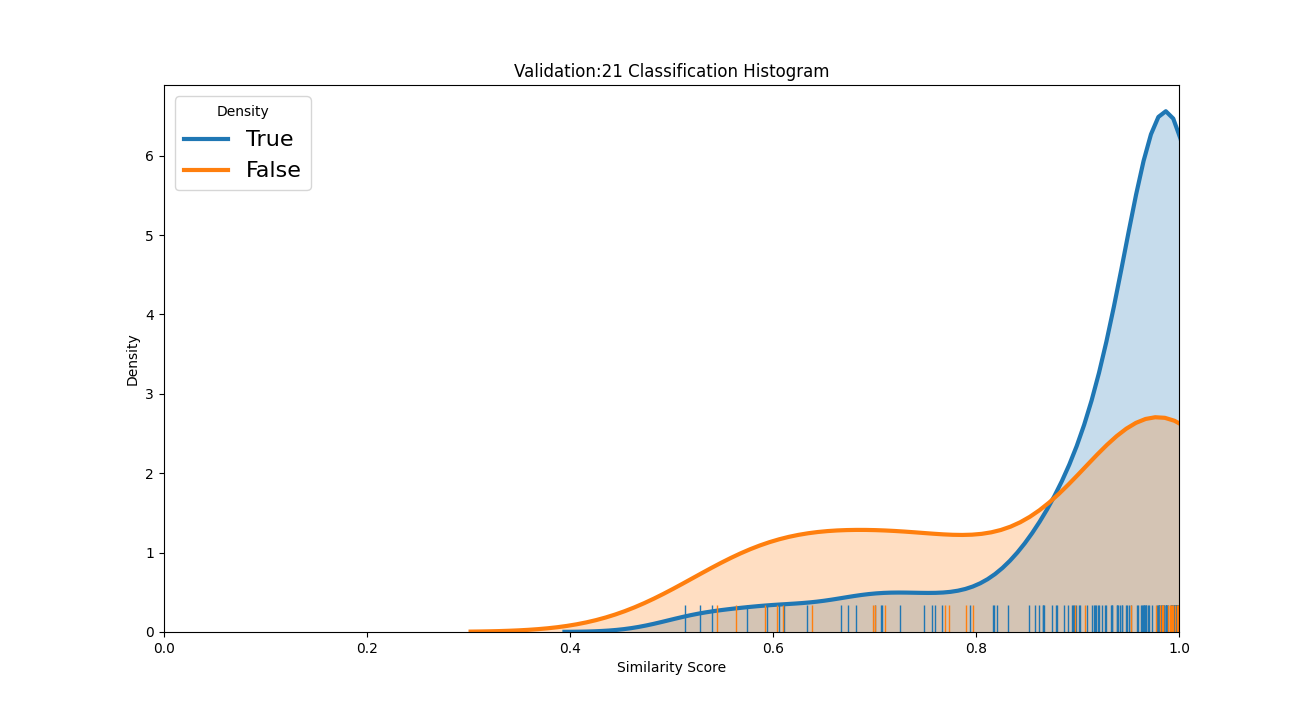 Validation:21 Classification Histogram
Density
True
False
Density
6
5
4
3
2
1
0
0.0 0.2 0.4 0.6 0.8 1.0
Similarity Score